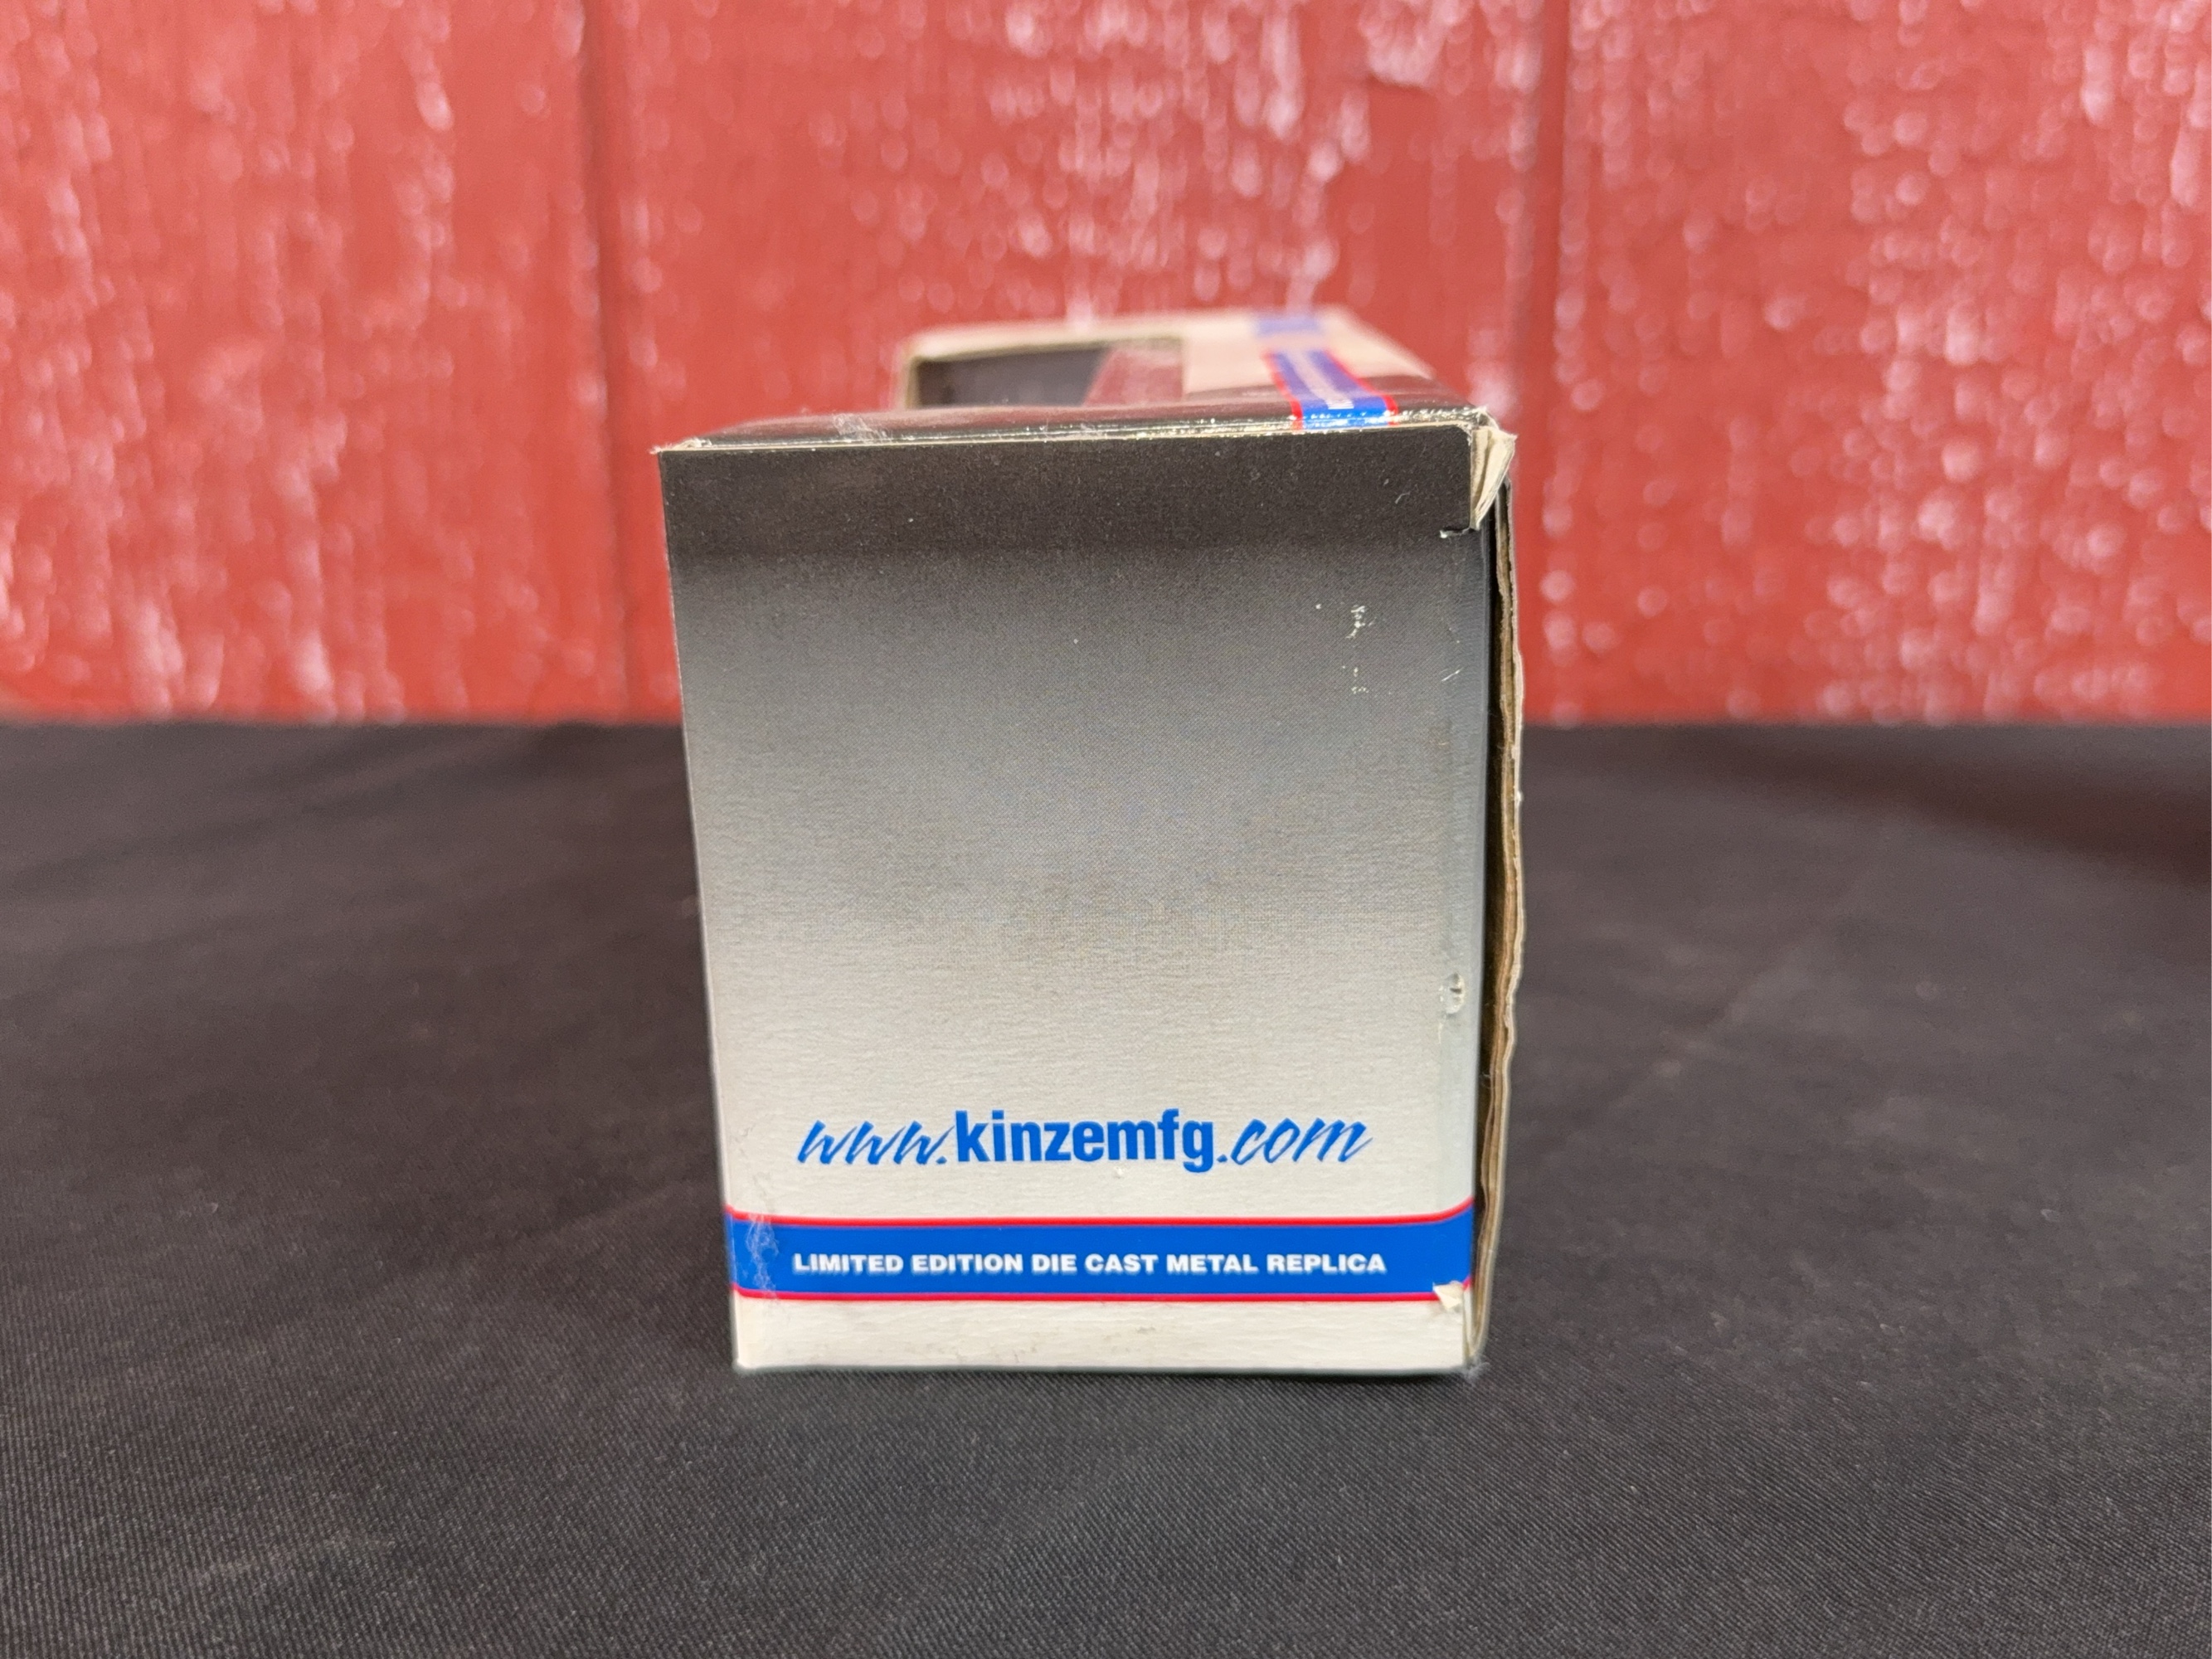 www.kinzemfg.com
LIMITED EDITION DIE CAST METAL REPLICA